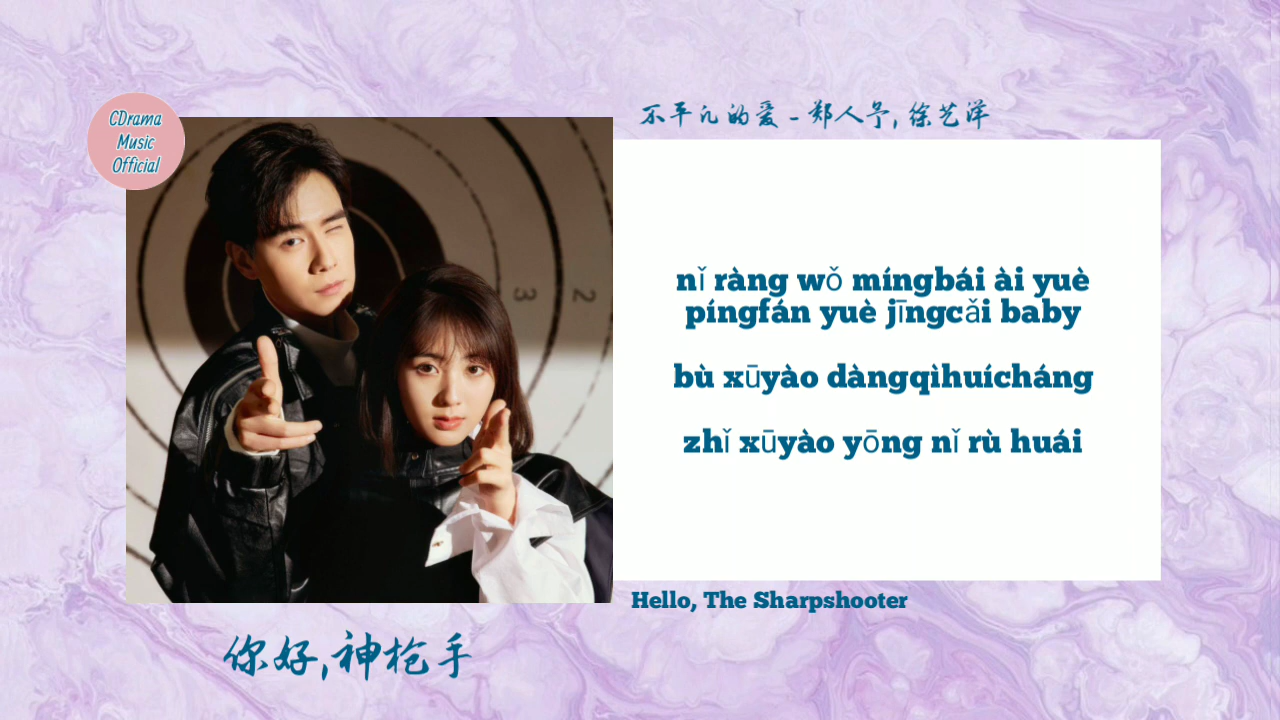 CDrama
Music
Official
不平凡的爱 - 郑人予, 徐艺洋
nǐ ràng wǒ míngbái ài yuè
píngfán yuè jīngcǎi baby
bù xūyào dàngqìhuícháng
zhǐ xūyào yōng nǐ rù huái
3
2
Hello, The Sharpshooter
你好,神枪手